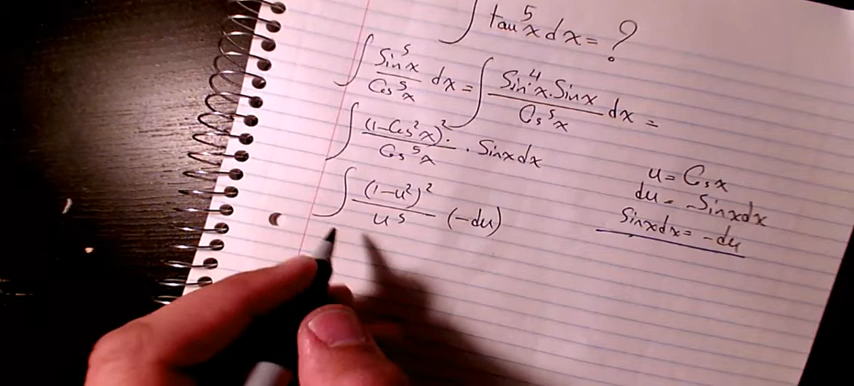 ∫ tan⁵x dx = ?
∫ Sin⁵x / Cos⁵x dx = ∫ Sin⁴x . Sinx / Cos⁵x dx =
∫ (1-Cos²x)² / Cos⁵x . Sinx dx
u = Cosx
du = -Sinx dx
Sinx dx = -du
∫ (1-u²)² / u⁵ (-du)